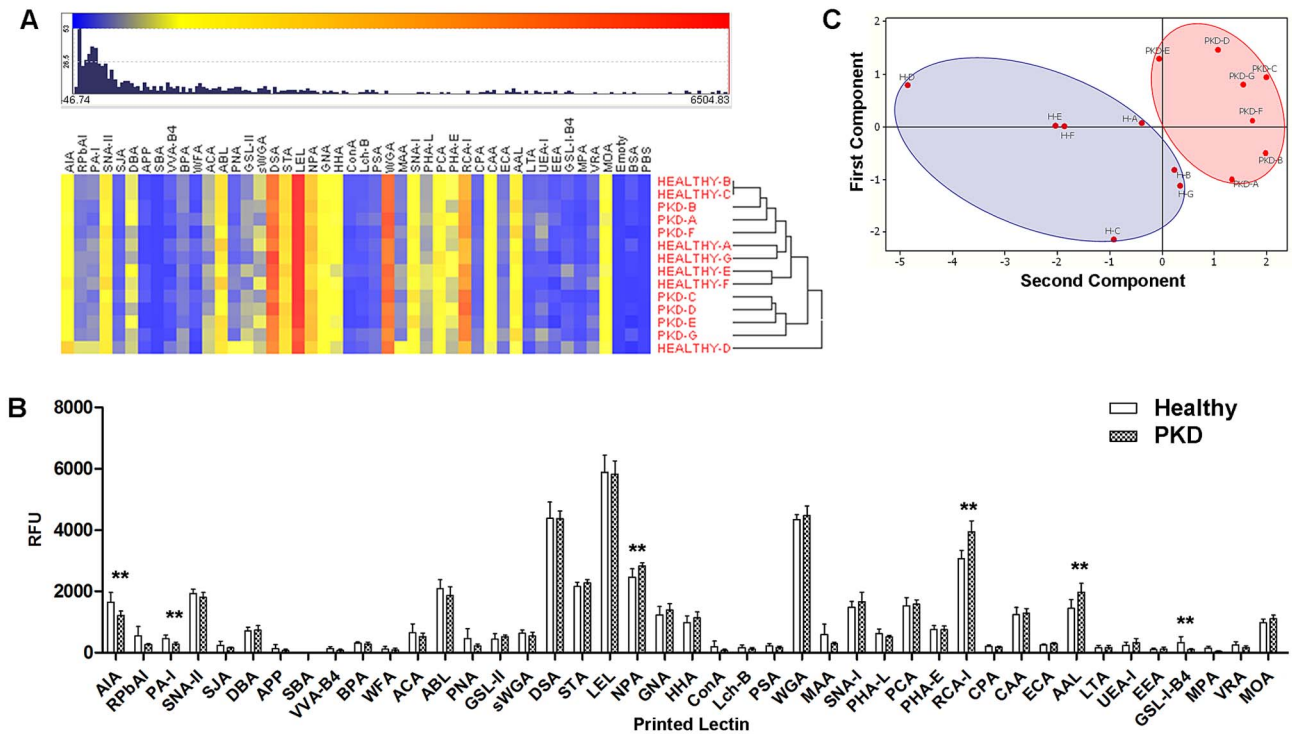 A
53
26.5
-46.74
6504.83
AIA RPbAI PA-I SNA-II SJA DBA APP SBA VVA-B4 BPA WFA ACA ABL PNA GSL-II sWGA DSA STA LEL NPA GNA HHA ConA Lch-B PSA WGA MAA SNA-I PHA-L PCA PHA-E RCA-I CPA CAA ECA AAL LTA UEA-I EEA GSL-I-B4 MPA VRA MOA Empty BSA PBS
HEALTHY-B
HEALTHY-C
PKD-B
PKD-A
PKD-F
HEALTHY-A
HEALTHY-G
HEALTHY-E
HEALTHY-F
PKD-C
PKD-D
PKD-E
PKD-G
HEALTHY-D
C
First Component
2
1
0
-1
-2
PKD-D
PKD-E
PKD-C
PKD-G
H-D
PKD-F
H-A
H-E
H-F
PKD-B
H-B
PKD-A
H-G
H-C
-5 -4 -3 -2 -1 0 1 2
Second Component
B
RFU
8000
6000
4000
2000
0
Healthy
PKD
** ** ** ** ** **
AIA RPbAI PA-I SNA-II SJA DBA APP SBA VVA-B4 BPA WFA ACA ABL PNA GSL-II sWGA DSA STA LEL NPA GNA HHA ConA Lch-B PSA WGA MAA SNA-I PHA-L PCA PHA-E RCA-I CPA CAA ECA AAL LTA UEA-I EEA GSL-I-B4 MPA VRA MOA
Printed Lectin